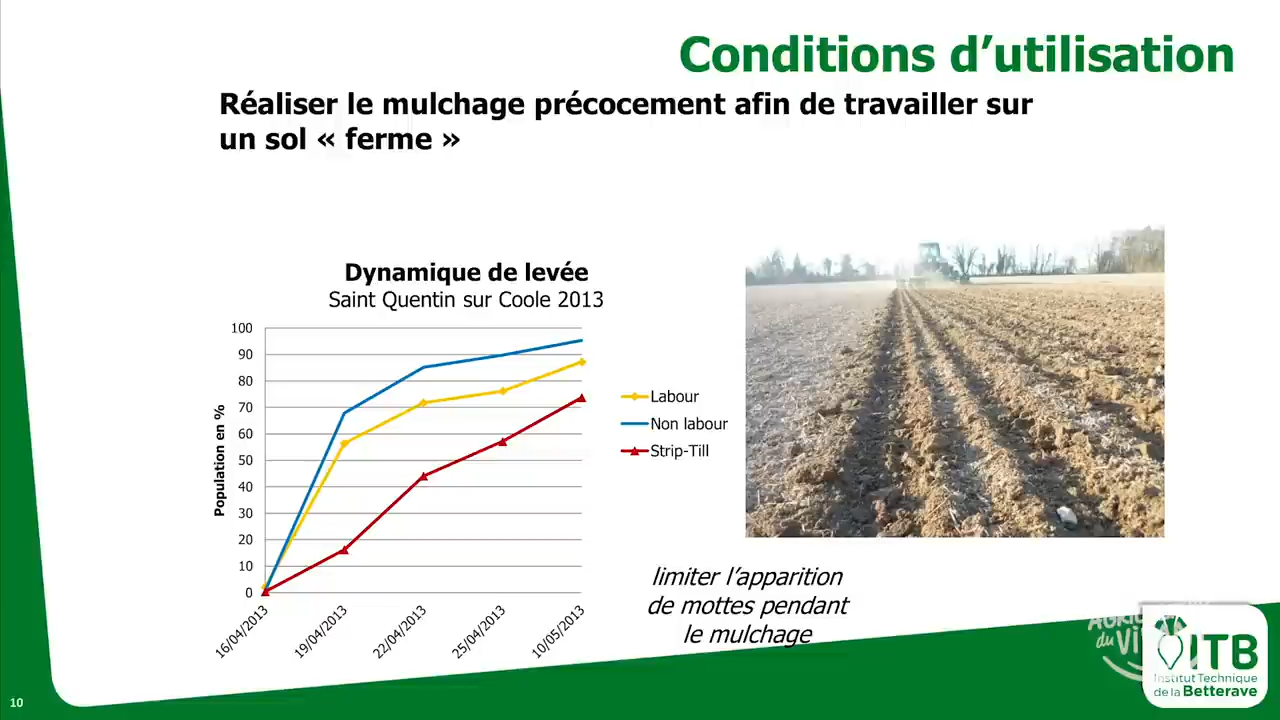 Conditions d’utilisation
Réaliser le mulchage précocement afin de travailler sur
un sol « ferme »
Dynamique de levée
Saint Quentin sur Coole 2013
Population en %
100
90
80
70
60
50
40
30
20
10
0
16/04/2013
19/04/2013
22/04/2013
25/04/2013
10/05/2013
Labour
Non labour
Strip-Till
limiter l’apparition
de mottes pendant
le mulchage
du
ITB
Institut Technique
de la Betterave
10